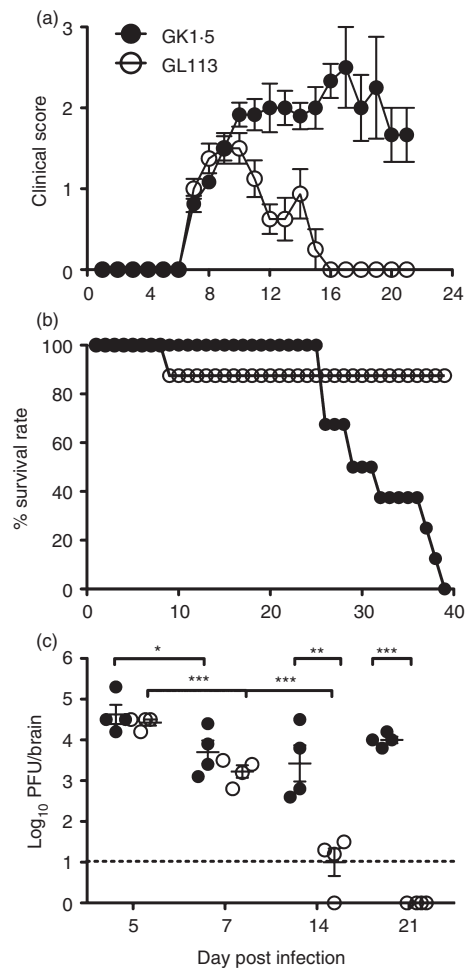 (a)
3
2
1
0
Clinical score
GK1·5
GL113
0 4 8 12 16 20 24
(b)
100
80
60
40
20
0
% survival rate
0 10 20 30 40
(c)
6
5
4
3
2
1
0
Log10 PFU/brain
* ** ***
*** ***
5 7 14 21
Day post infection